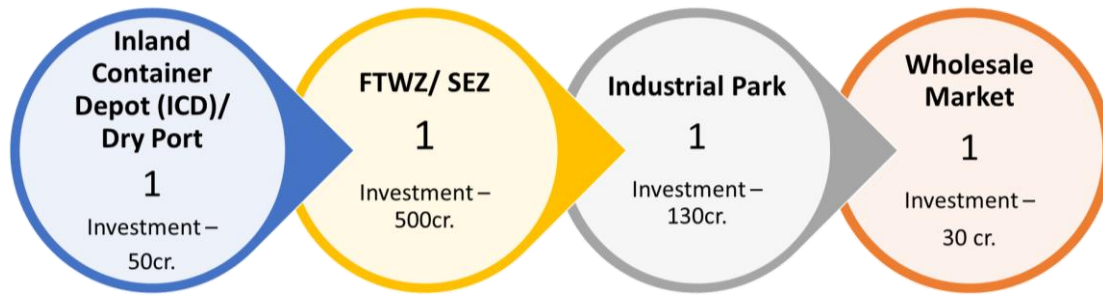 Inland
Container
Depot (ICD)/
Dry Port
1
Investment –
50cr.
FTWZ/ SEZ
1
Investment –
500cr.
Industrial Park
1
Investment –
130cr.
Wholesale
Market
1
Investment –
30 cr.